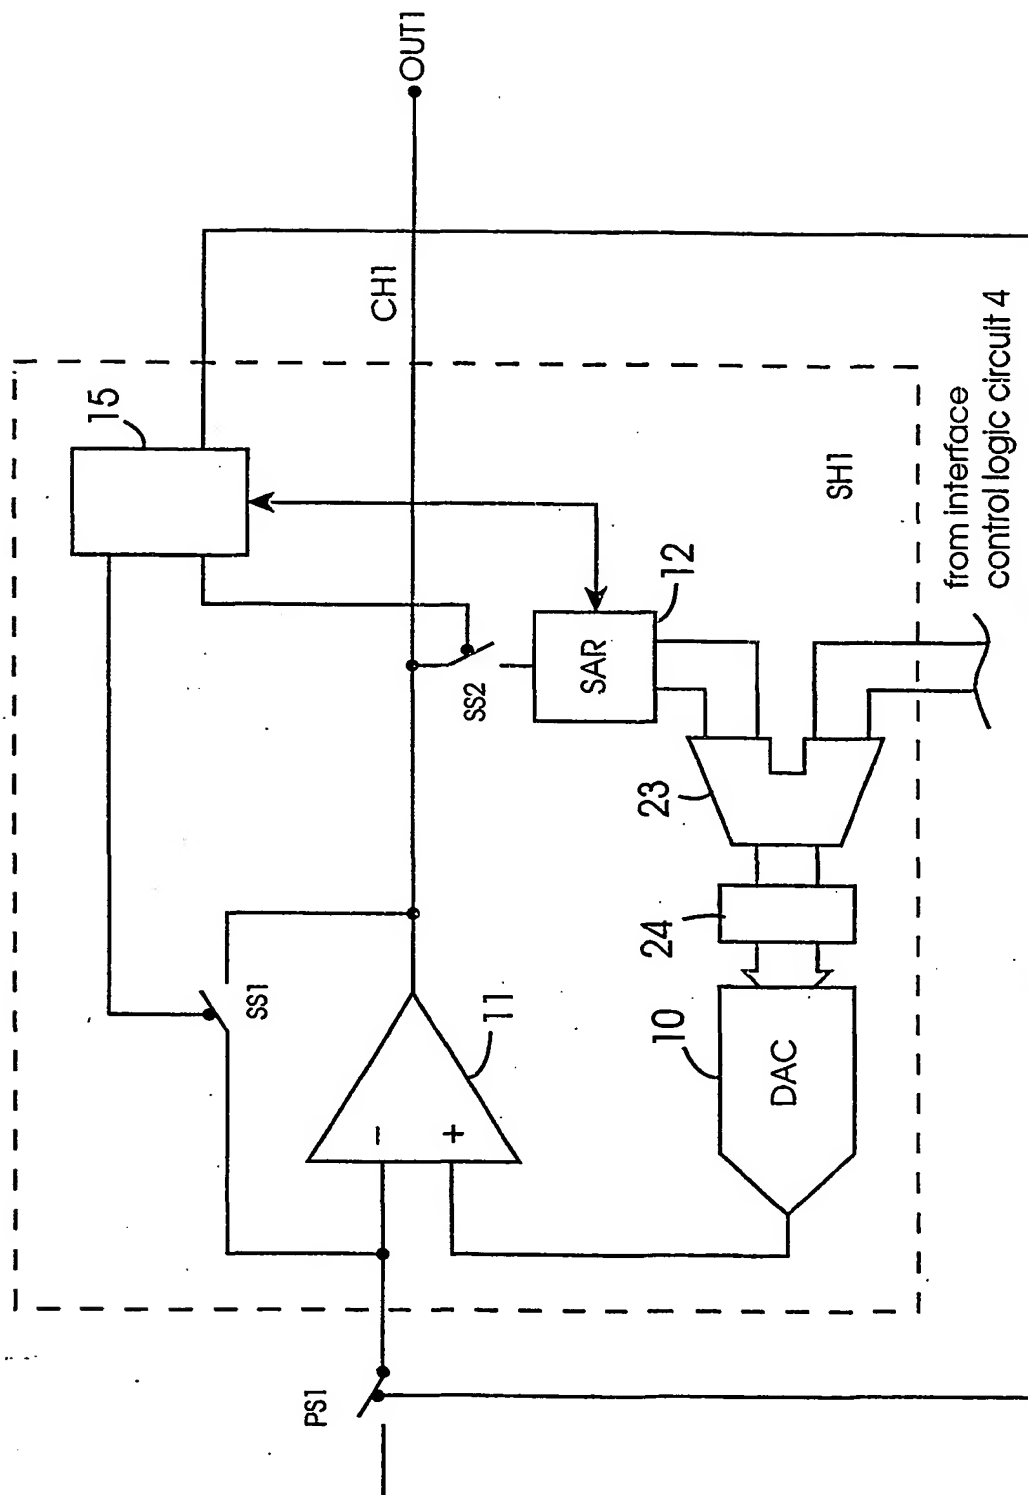 OUT1
CH1
15
SH1
from interface
control logic circuit 4
12
SAR
SS2
23
24
SS1
11
10
DAC
-
+
PS1